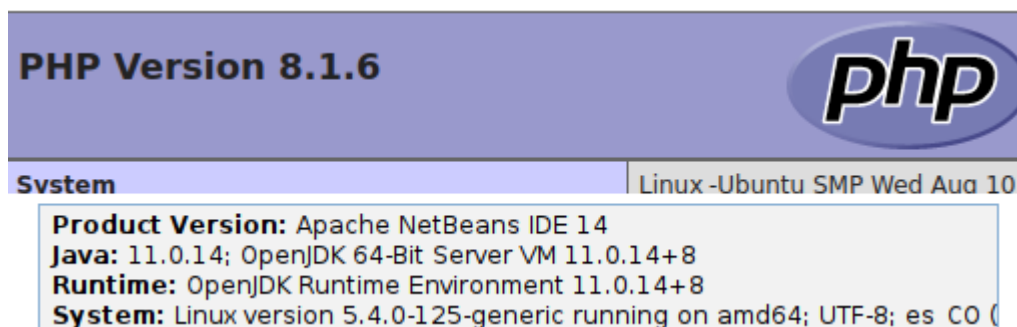 PHP Version 8.1.6
php
System
Linux -Ubuntu SMP Wed Aug 10
Product Version: Apache NetBeans IDE 14
Java: 11.0.14; OpenJDK 64-Bit Server VM 11.0.14+8
Runtime: OpenJDK Runtime Environment 11.0.14+8
System: Linux version 5.4.0-125-generic running on amd64; UTF-8; es_CO (